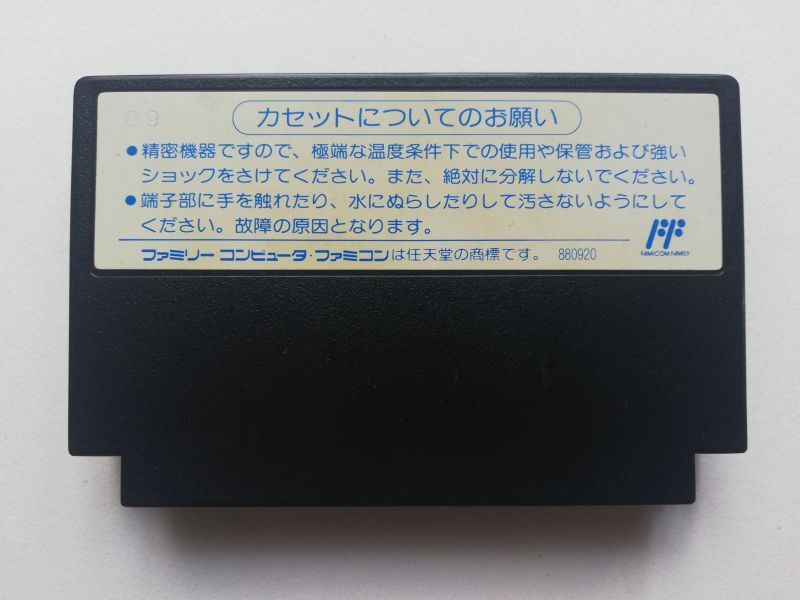 09
カセットについてのお願い
●精密機器ですので、極端な温度条件下での使用や保管および強い
ショックをさけてください。また、絶対に分解しないでください。
●端子部に手を触れたり、水にぬらしたりして汚さないようにして
ください。故障の原因となります。
FAMICOM FAMILY
ファミリー コンピュータ・ファミコンは任天堂の商標です。 880920